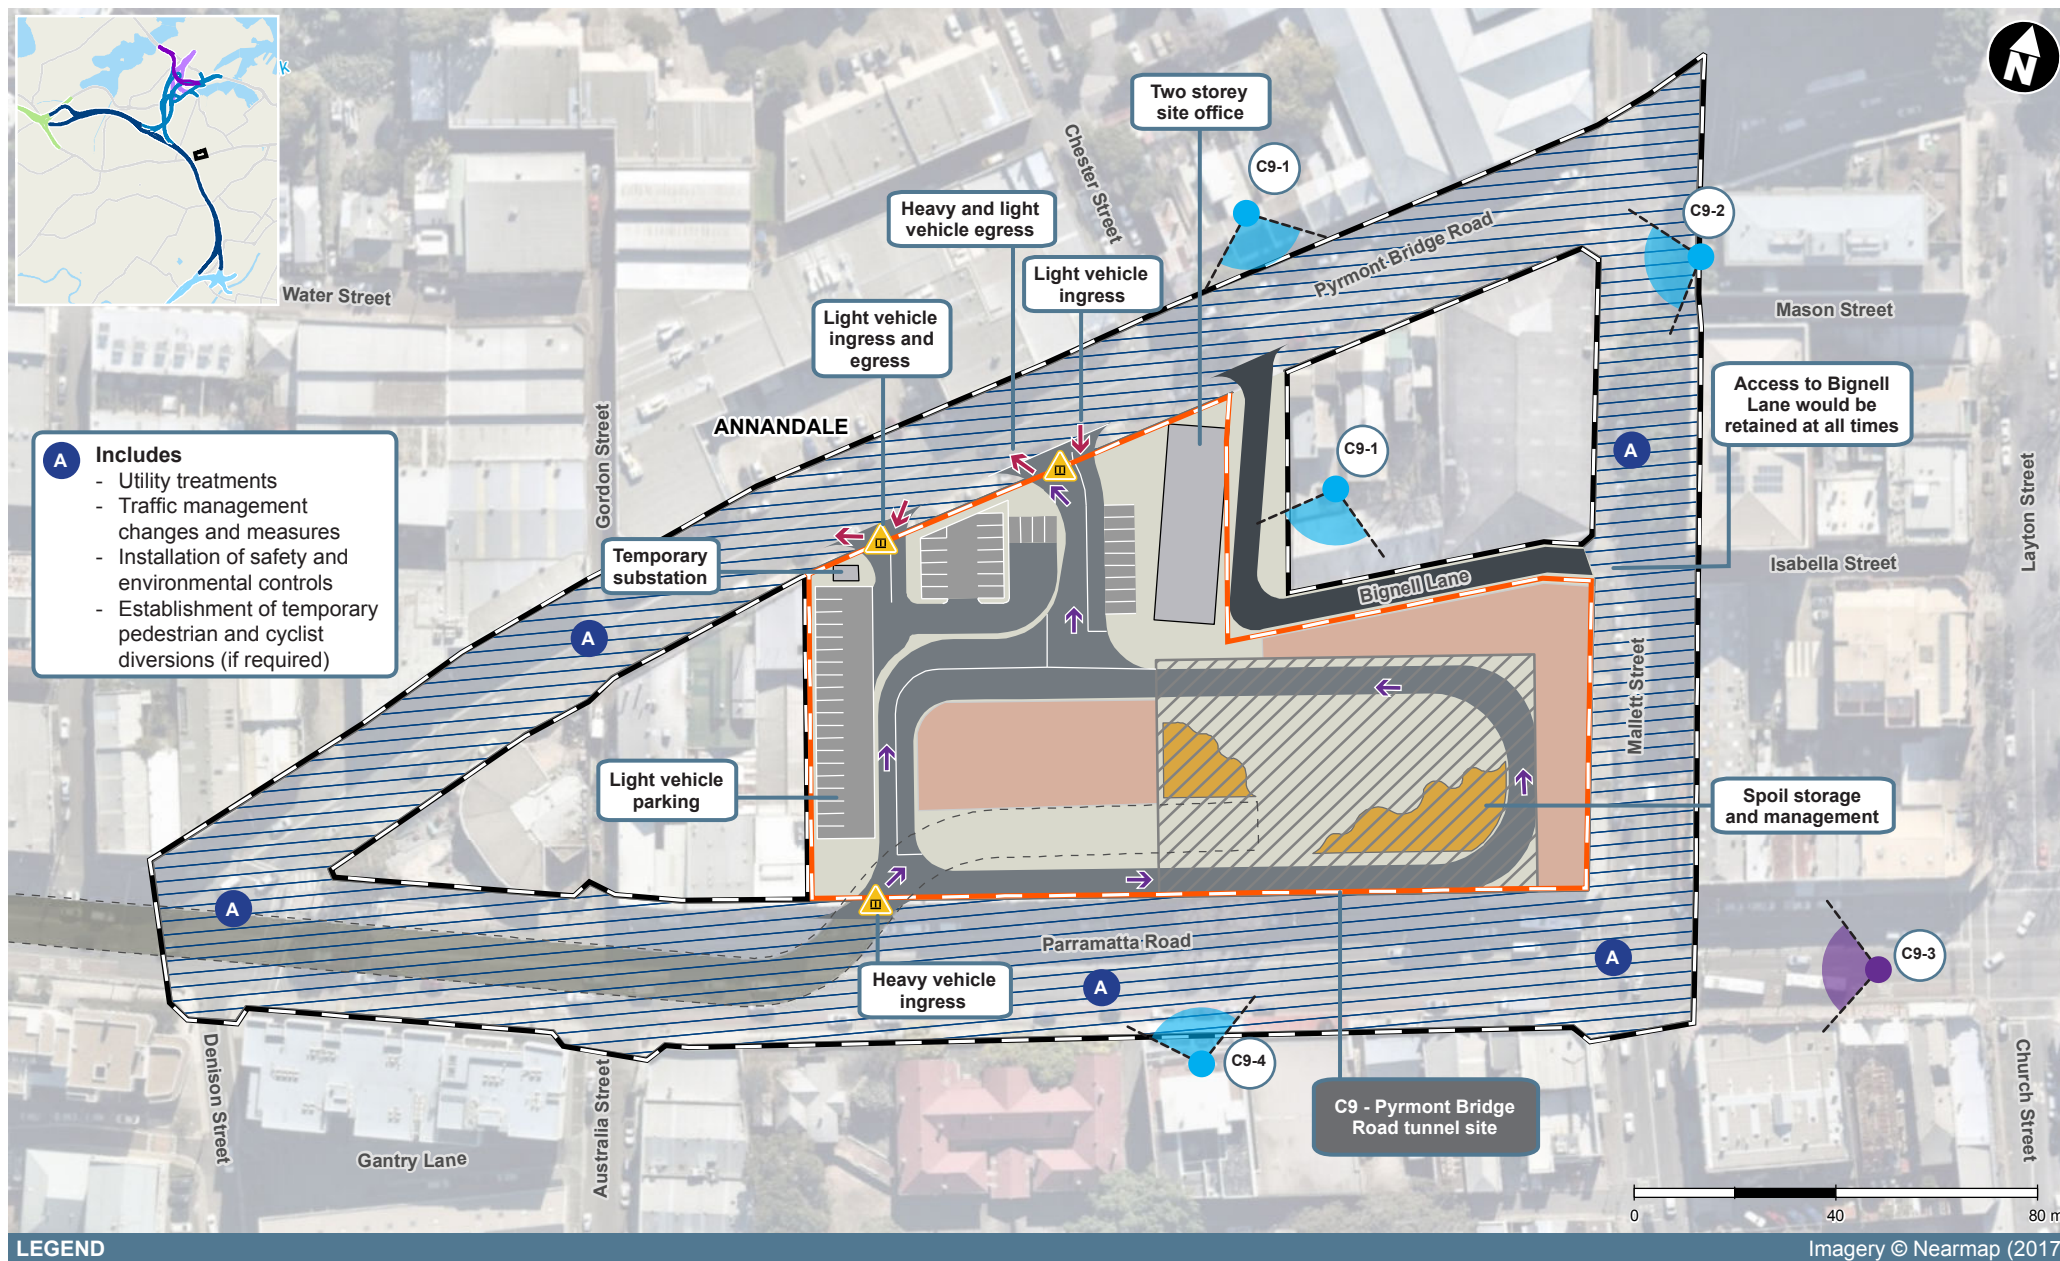 N
k
Two storey
site office
C9-1
Chester Street
C9-2
Heavy and light
vehicle egress
Pyrmont Bridge Road
Light vehicle
ingress
Water Street
Mason Street
Light vehicle
ingress and
egress
Access to Bignell
Lane would be
retained at all times
ANNANDALE
Gordon Street
A Includes
- Utility treatments
- Traffic management
changes and measures
- Installation of safety and
environmental controls
- Establishment of temporary
pedestrian and cyclist
diversions (if required)
C9-1
A
Layton Street
Temporary
substation
Isabella Street
Bignell Lane
A
Mallett Street
Light vehicle
parking
Spoil storage
and management
A
Parramatta Road
A
C9-3
Heavy vehicle
ingress
A
C9-4
Denison Street
Australia Street
Church Street
C9 - Pyrmont Bridge
Road tunnel site
Gantry Lane
0 40 80 m
LEGEND
Imagery © Nearmap (2017